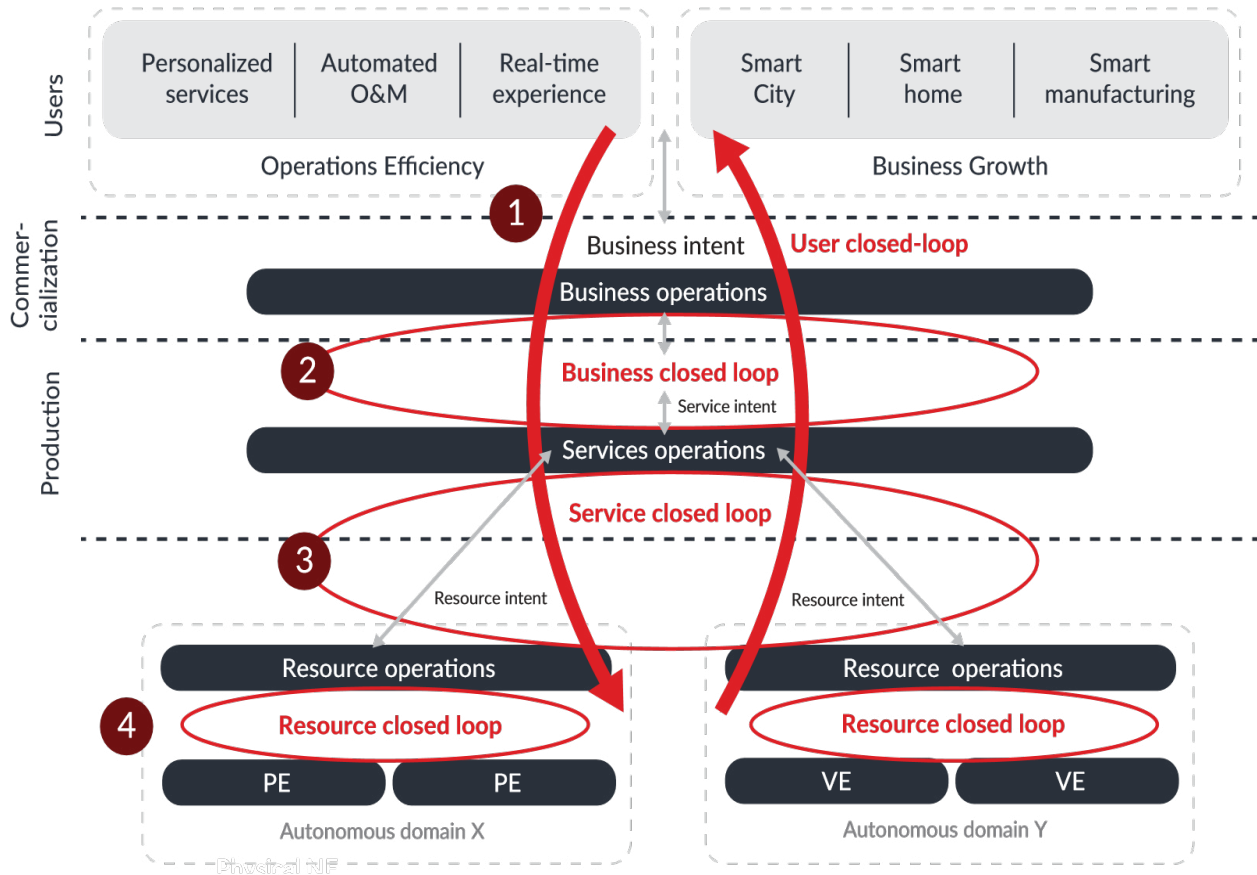 Users
Personalized
services
Automated
O&M
Real-time
experience
Operations Efficiency
Smart
City
Smart
home
Smart
manufacturing
Business Growth
1
Commer-
cialization
Business intent
User closed-loop
Business operations
2
Production
Business closed loop
Service intent
Services operations
Service closed loop
3
Resource intent
Resource intent
Resource operations
Resource operations
4
Resource closed loop
Resource closed loop
PE
PE
VE
VE
Autonomous domain X
Autonomous domain Y
Physical NE